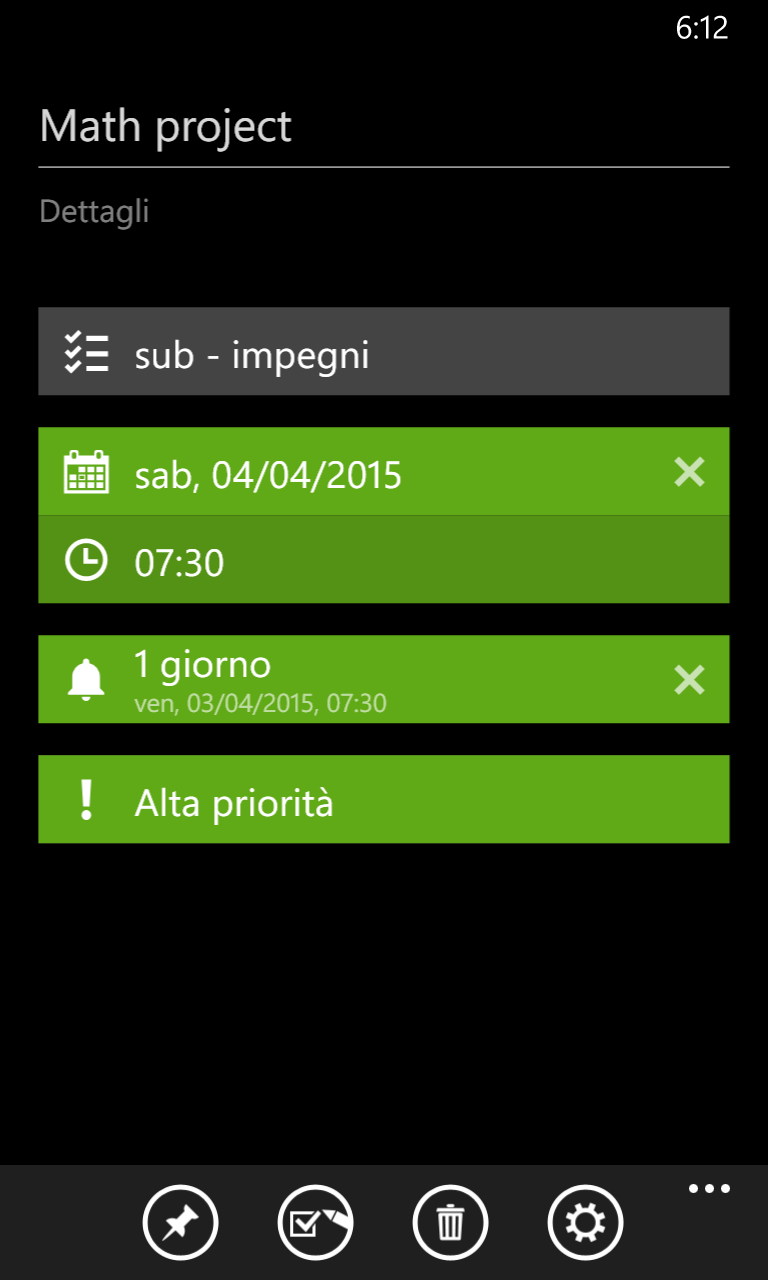 6:12
Math project
Dettagli
sub - impegni
sab, 04/04/2015
07:30
1 giorno
ven, 03/04/2015, 07:30
Alta priorità